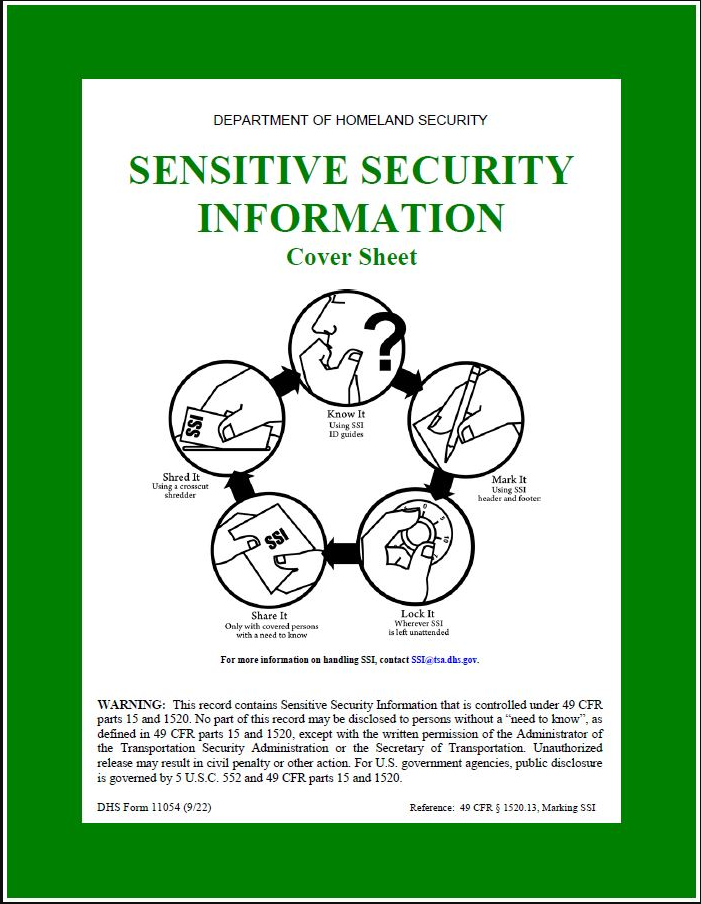 DEPARTMENT OF HOMELAND SECURITY
SENSITIVE SECURITY
INFORMATION
Cover Sheet
?
Know It
Using SSI
ID guides
SSI
Shred It
Using a crosscut
shredder
Mark It
Using SSI
header and footer
0
5
10
SSI
Share It
Only with covered persons
with a need to know
Lock It
Wherever SSI
is left unattended
For more information on handling SSI, contact SSI@tsa.dhs.gov.
WARNING: This record contains Sensitive Security Information that is controlled under 49 CFR
parts 15 and 1520. No part of this record may be disclosed to persons without a “need to know”, as
defined in 49 CFR parts 15 and 1520, except with the written permission of the Administrator of
the Transportation Security Administration or the Secretary of Transportation. Unauthorized
release may result in civil penalty or other action. For U.S. government agencies, public disclosure
is governed by 5 U.S.C. 552 and 49 CFR parts 15 and 1520.
DHS Form 11054 (9/22)
Reference: 49 CFR § 1520.13, Marking SSI